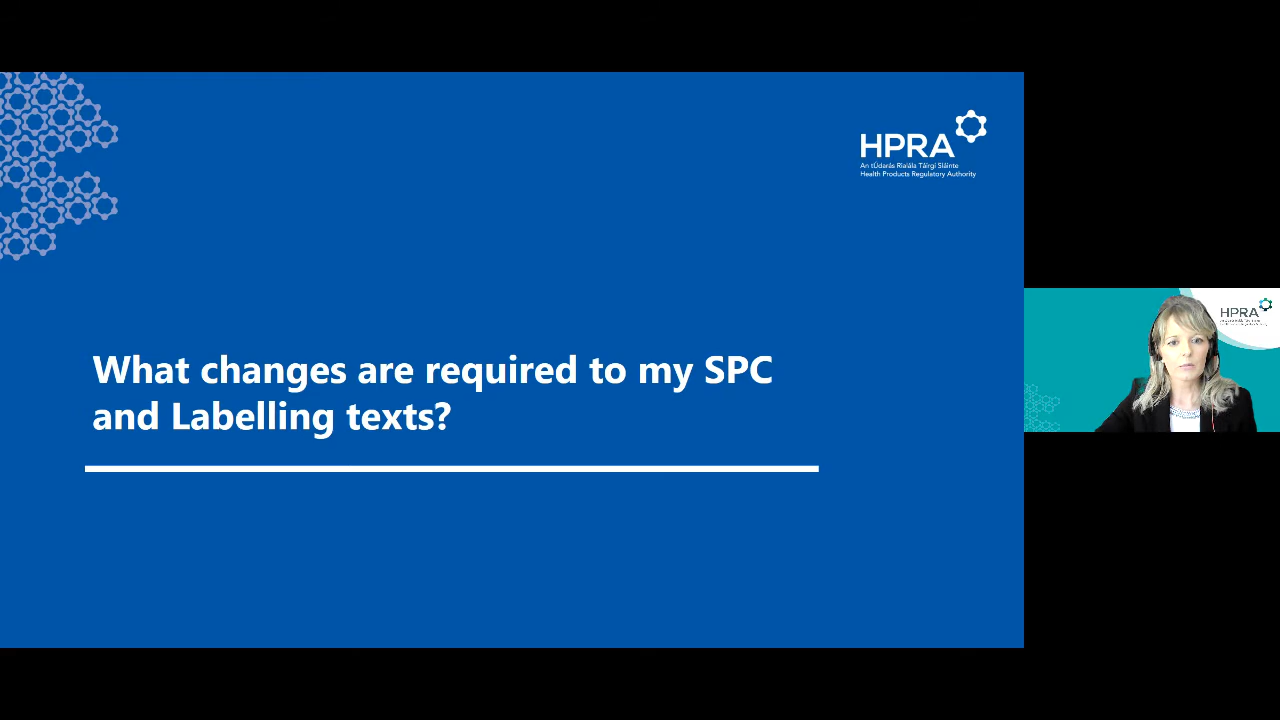 HPRA
An tÚdarás Rialála Táirgí Sláinte
Health Products Regulatory Authority
What changes are required to my SPC
and Labelling texts?
HPRA